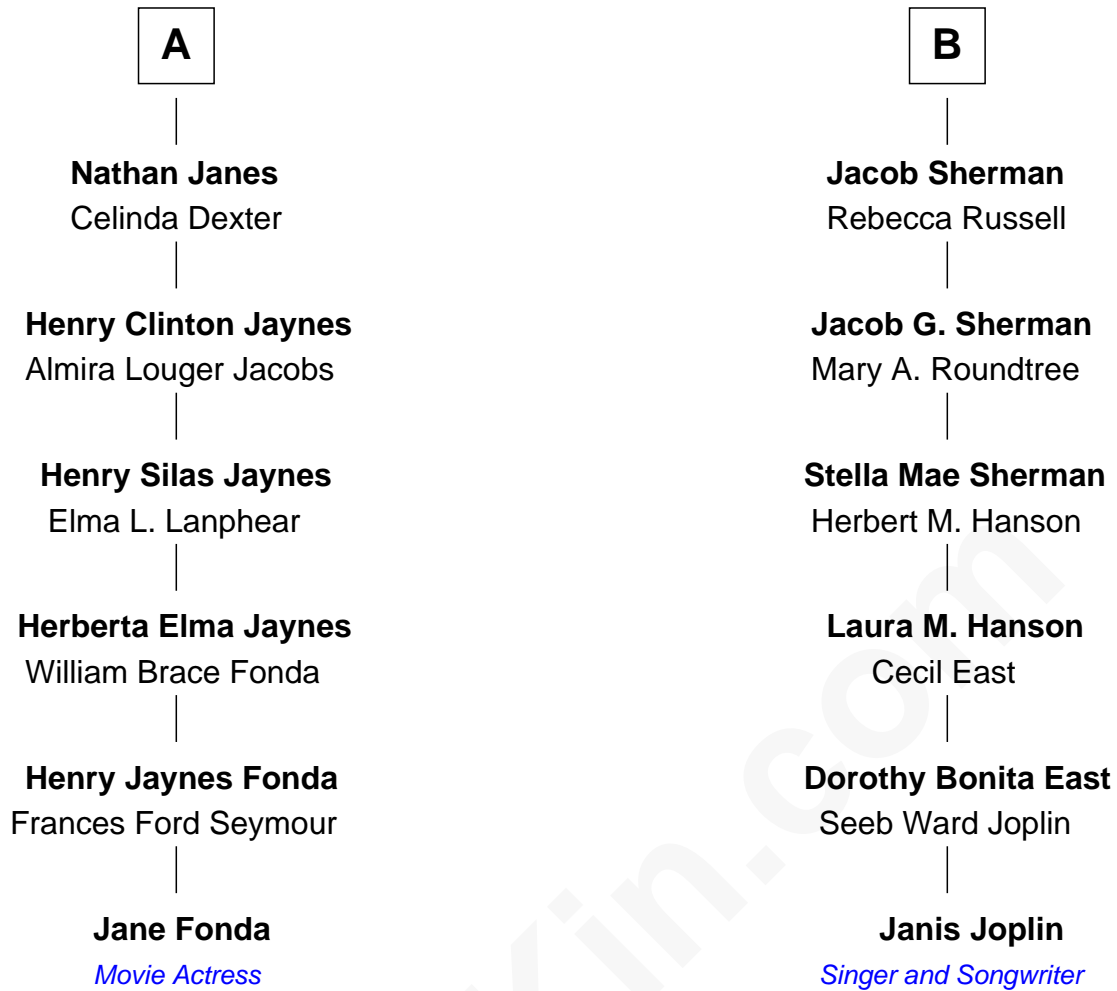 A
Nathan Janes
Celinda Dexter
Henry Clinton Jaynes
Almira Louger Jacobs
Henry Silas Jaynes
Elma L. Lanphear
Herberta Elma Jaynes
William Brace Fonda
Henry Jaynes Fonda
Frances Ford Seymour
Jane Fonda
Movie Actress
B
Jacob Sherman
Rebecca Russell
Jacob G. Sherman
Mary A. Roundtree
Stella Mae Sherman
Herbert M. Hanson
Laura M. Hanson
Cecil East
Dorothy Bonita East
Seeb Ward Joplin
Janis Joplin
Singer and Songwriter
Kin.com